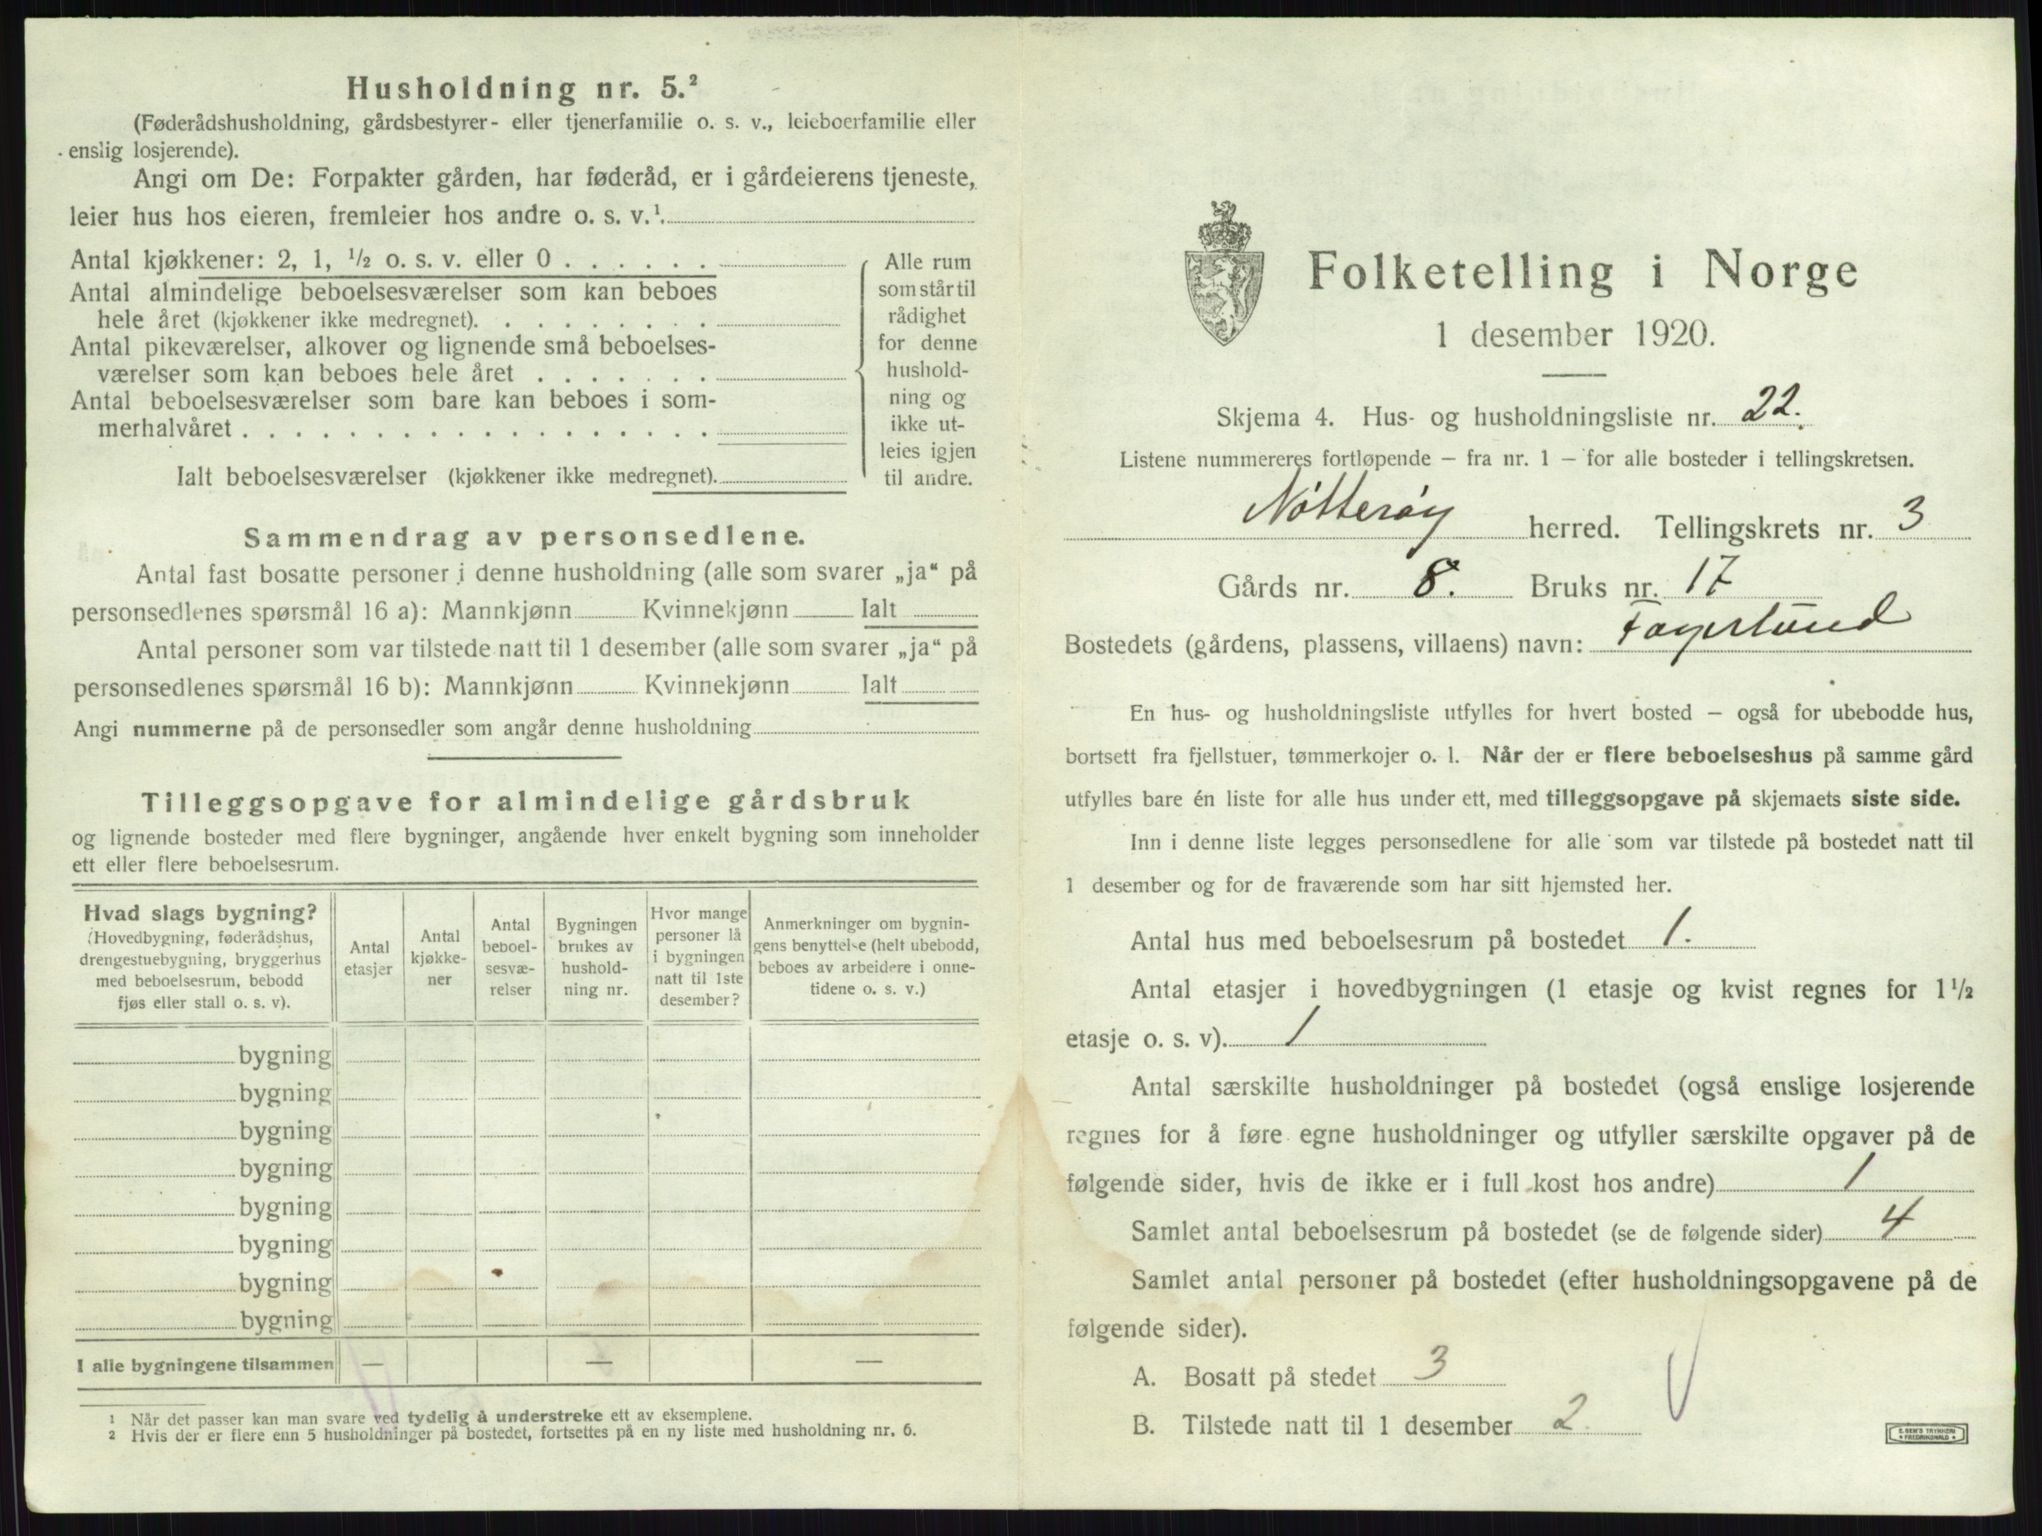 Husholdning nr. 5.²
(Føderådshusholdning, gårdsbestyrer- eller tjenerfamilie o. s. v., leieboerfamilie eller
enslig losjerende).
Angi om De: Forpakter gården, har føderåd, er i gårdeierens tjeneste,
leier hus hos eieren, fremleier hos andre o. s. v.¹
Antal kjøkkener: 2, 1, ½ o. s. v. eller 0 . . . . . .
Antal almindelige beboelsesværelser som kan beboes
hele året (kjøkkener ikke medregnet). . . . . . . . .
Antal pikeværelser, alkover og lignende små beboelses-
værelser som kan beboes hele året . . . . . . .
Antal beboelsesværelser som bare kan beboes i som-
merhalvåret . . . . . . . . . . . . . . . . . .
Ialt beboelsesværelser (kjøkkener ikke medregnet).
Alle rum
som står til
rådighet
for denne
hushold-
ning og
ikke ut-
leies igjen
til andre.
Sammendrag av personsedlene.
Antal fast bosatte personer i denne husholdning (alle som svarer „ja“ på
personsedlenes spørsmål 16 a): Mannkjønn Kvinnekjønn Ialt
Antal personer som var tilstede natt til 1 desember (alle som svarer „ja“ på
personsedlenes spørsmål 16 b): Mannkjønn Kvinnekjønn Ialt
Angi nummerne på de personsedler som angår denne husholdning
Tilleggsopgave for almindelige gårdsbruk
og lignende bosteder med flere bygninger, angående hver enkelt bygning som inneholder
ett eller flere beboelsesrum.
Hvad slags bygning?
(Hovedbygning, føderådshus,
drengestuebygning, bryggerhus
med beboelsesrum, bebodd
fjøs eller stall o. s. v).
Antal
etasjer
Antal
kjøkke-
ner
Antal
beboel-
sesvæ-
relser
Bygningen
brukes av
hushold-
ning nr.
Hvor mange
personer lå
i bygningen
natt til 1ste
desember?
Anmerkninger om bygnin-
gens benyttelse (helt ubebodd,
beboes av arbeidere i onne-
tidene o. s. v.)
bygning
bygning
bygning
bygning
bygning
bygning
bygning
bygning
I alle bygningene tilsammen — — —
1 Når det passer kan man svare ved tydelig å understreke ett av eksemplene.
2 Hvis der er flere enn 5 husholdninger på bostedet, fortsettes på en ny liste med husholdning nr. 6.
Folketelling i Norge
1 desember 1920.
Skjema 4. Hus- og husholdningsliste nr. 22.
Listene nummereres fortløpende – fra nr. 1 – for alle bosteder i tellingskretsen.
Nötterøy herred. Tellingskrets nr. 3
Gårds nr. 8. Bruks nr. 17
Bostedets (gårdens, plassens, villaens) navn: Fagerlund
En hus- og husholdningsliste utfylles for hvert bosted – også for ubebodde hus,
bortsett fra fjellstuer, tømmerkojer o. l. Når der er flere beboelseshus på samme gård
utfylles bare én liste for alle hus under ett, med tilleggsopgave på skjemaets siste side.
Inn i denne liste legges personsedlene for alle som var tilstede på bostedet natt til
1 desember og for de fraværende som har sitt hjemsted her.
Antal hus med beboelsesrum på bostedet 1.
Antal etasjer i hovedbygningen (1 etasje og kvist regnes for 1½
etasje o. s. v). 1
Antal særskilte husholdninger på bostedet (også enslige losjerende
regnes for å føre egne husholdninger og utfyller særskilte opgaver på de
følgende sider, hvis de ikke er i full kost hos andre) 1
Samlet antal beboelsesrum på bostedet (se de følgende sider) 4
Samlet antal personer på bostedet (efter husholdningsopgavene på de
følgende sider).
A. Bosatt på stedet 3
B. Tilstede natt til 1 desember 2.